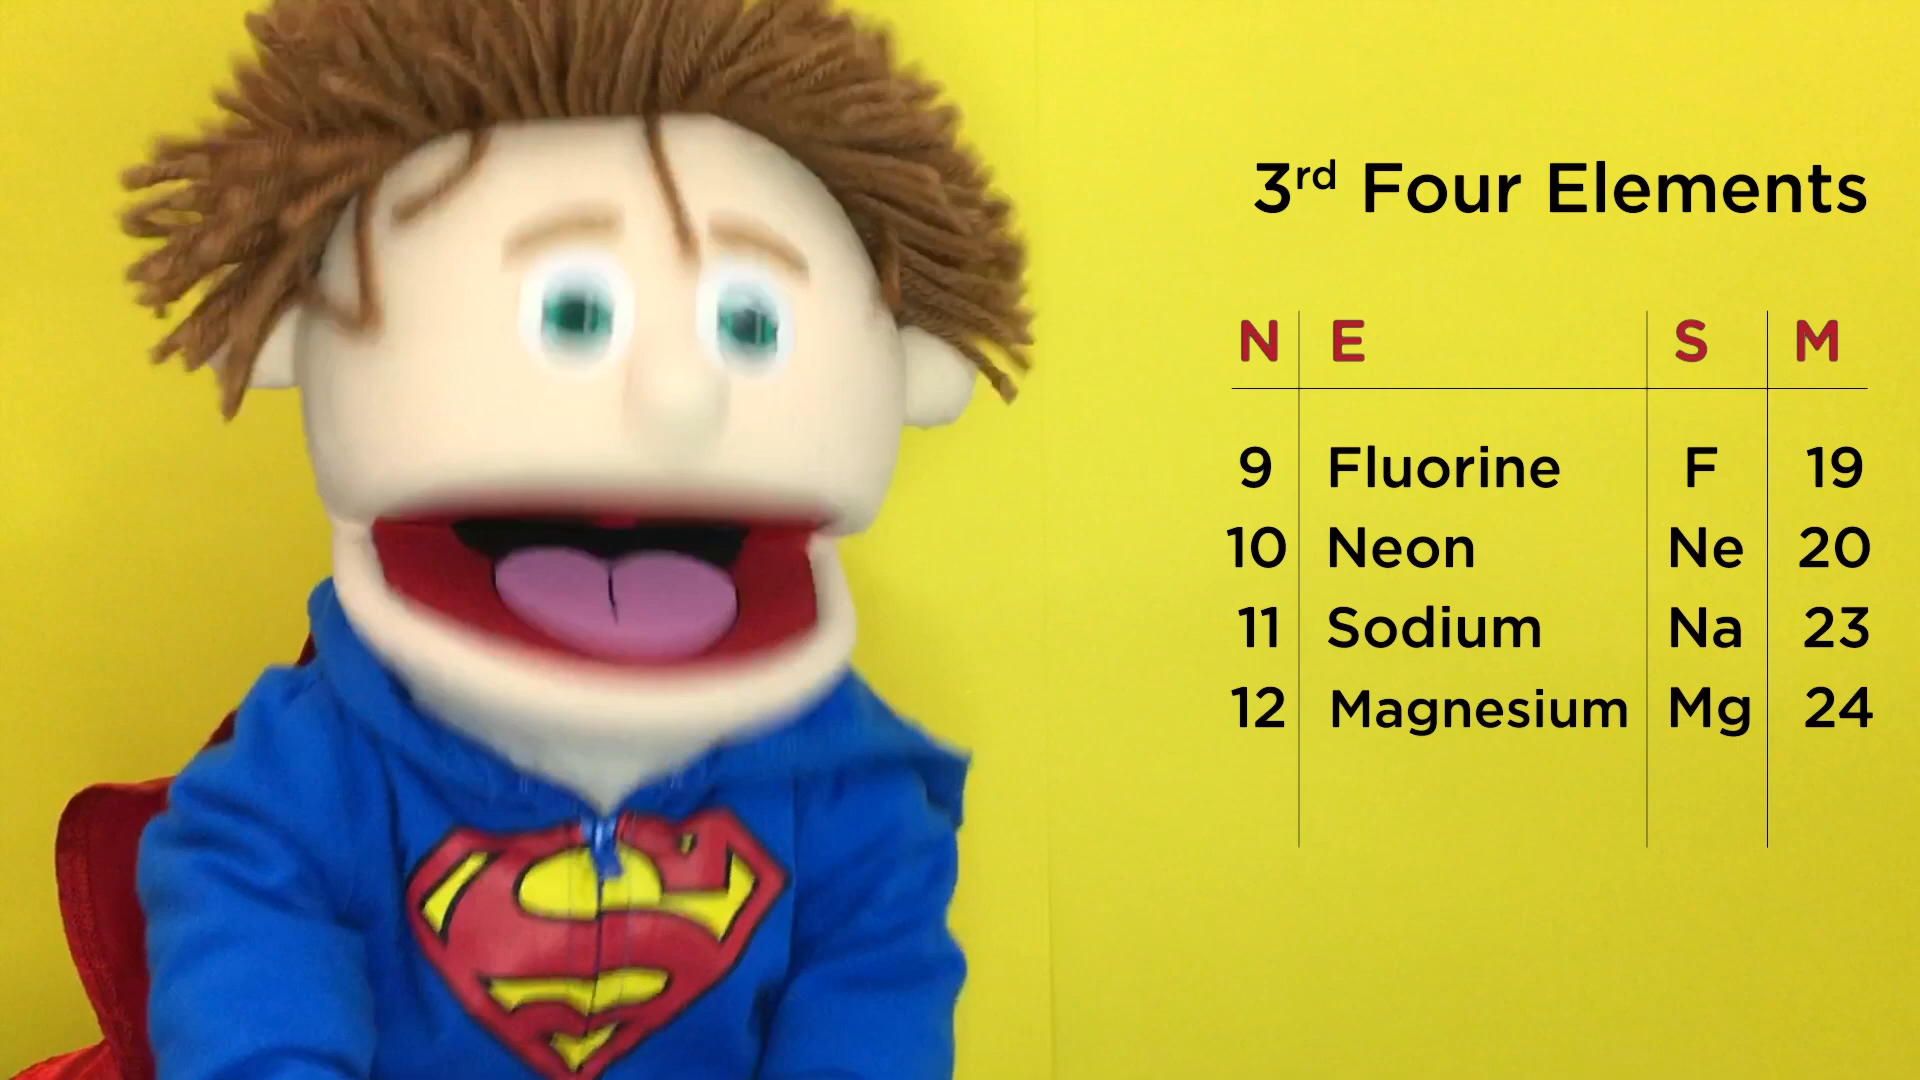 3rd Four Elements
N E S M
9 Fluorine F 19
10 Neon Ne 20
11 Sodium Na 23
12 Magnesium Mg 24